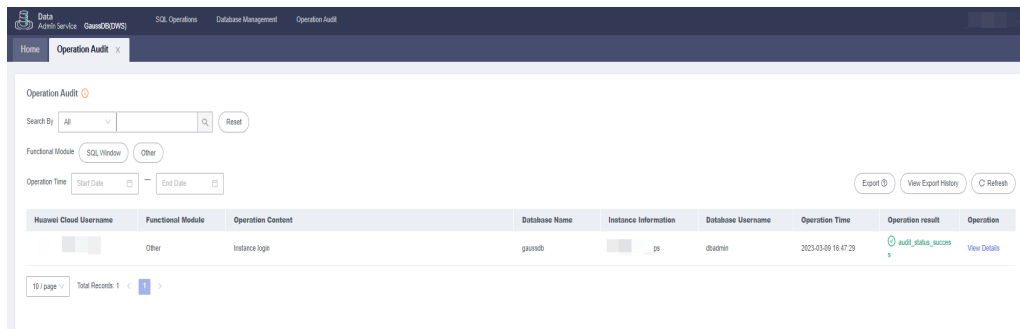 Data
Admin Service GaussDB(DWS) SQL Operations Database Management Operation Audit
Home Operation Audit X
Operation Audit
Search By All Reset
Functional Module SQL Window Other
Operation Time Start Date — End Date Export View Export History Refresh
Huawei Cloud Username Functional Module Operation Content Database Name Instance Information Database Username Operation Time Operation result Operation
Other Instance login gaussdb ps dbadmin 2023-03-09 16:47:29 audit_status_succes
s View Details
10 / page Total Records: 1 < 1 >